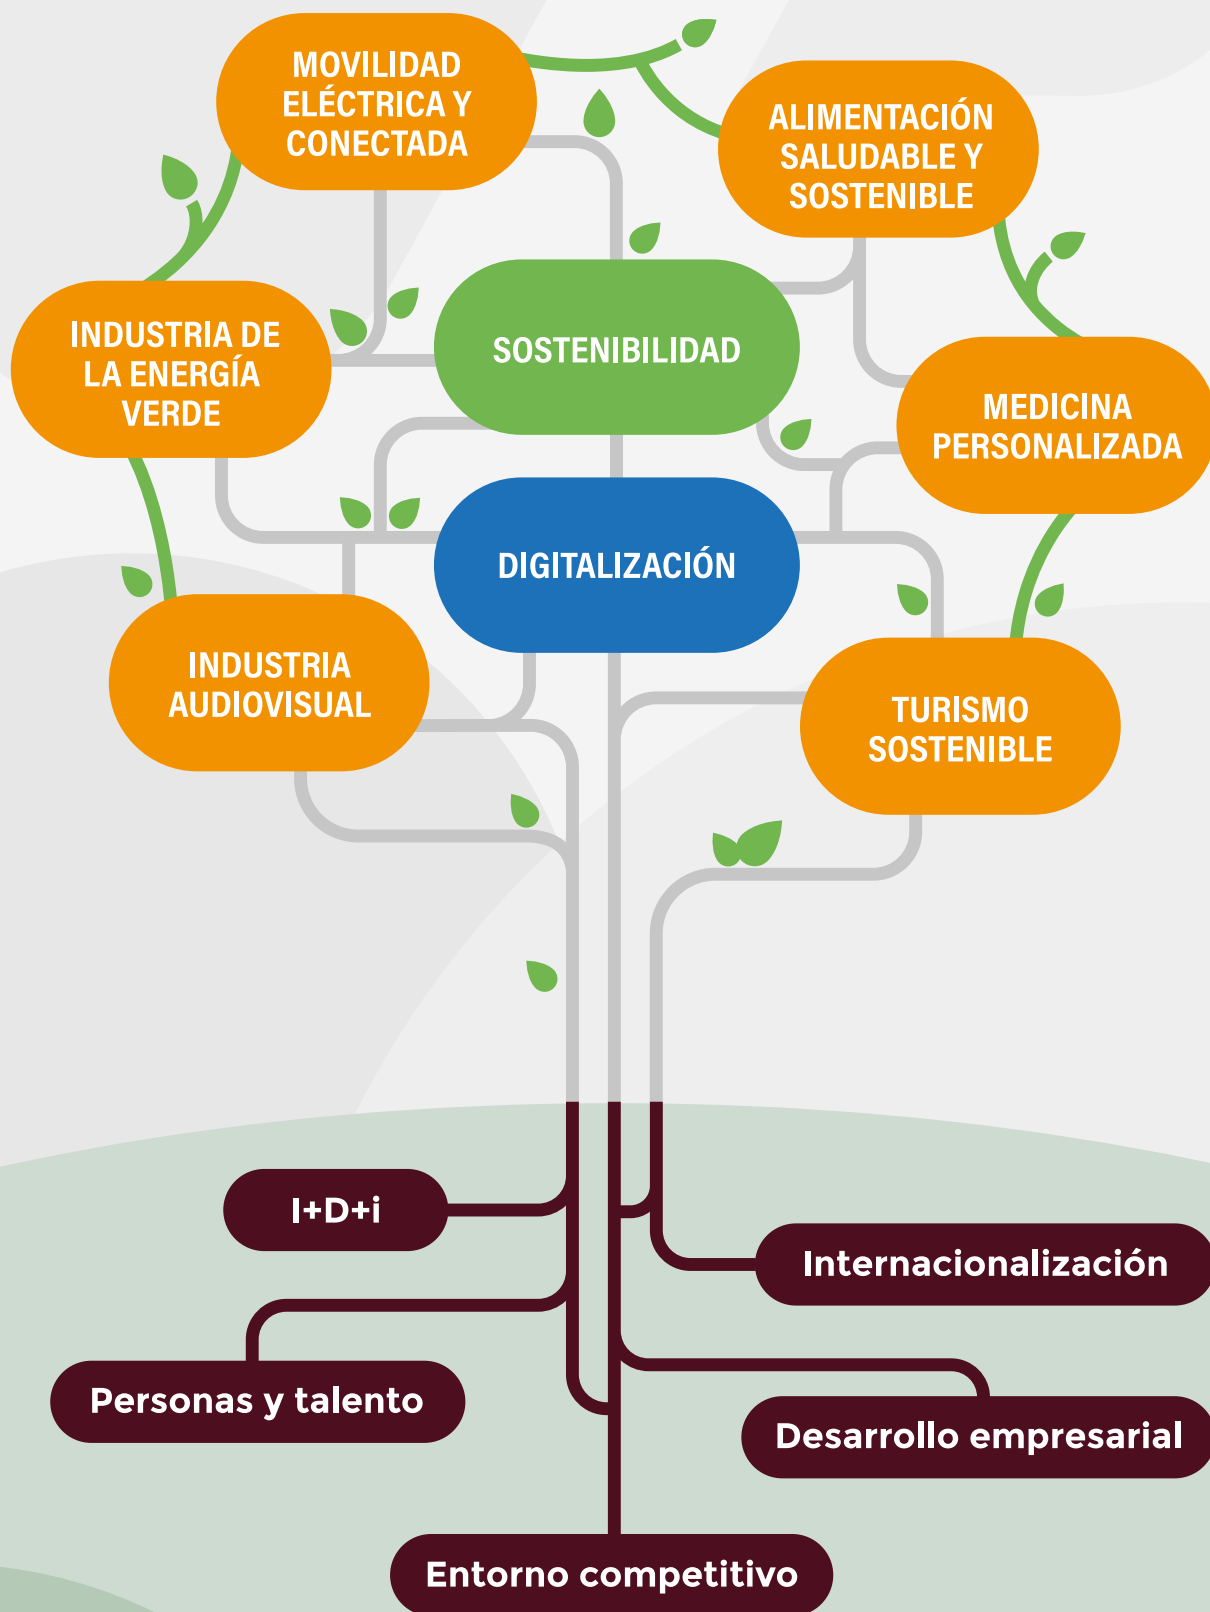 MOVILIDAD
ELÉCTRICA Y
CONECTADA
ALIMENTACIÓN
SALUDABLE Y
SOSTENIBLE
INDUSTRIA DE
LA ENERGÍA
VERDE
SOSTENIBILIDAD
MEDICINA
PERSONALIZADA
DIGITALIZACIÓN
INDUSTRIA
AUDIOVISUAL
TURISMO
SOSTENIBLE
I+D+i
Internacionalización
Personas y talento
Desarrollo empresarial
Entorno competitivo